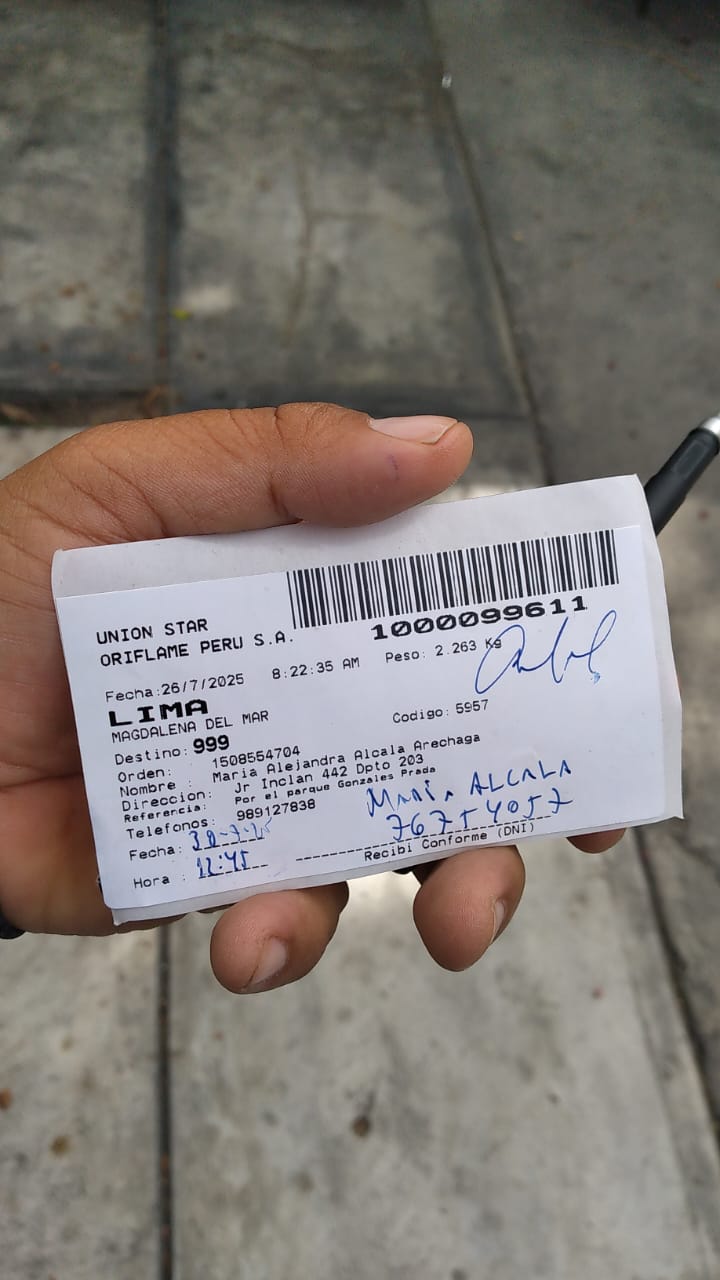 UNION STAR
ORIFLAME PERU S.A.
1000099611
Fecha:26/7/2025 8:22:35 AM Peso: 2.263 Kg
LIMA
MAGDALENA DEL MAR
Codigo: 5957
Destino: 999
Orden: 1508554704
Nombre : Maria Alejandra Alcala Arechaga
Direccion: Jr Inclan 442 Dpto 203
Referencia: Por el parque Gonzales Prada
Telefonos: 989127838
MARIA ALCALA
76754057
Fecha: 30-7-25
Hora : 12:45
Recibi Conforme (DNI)